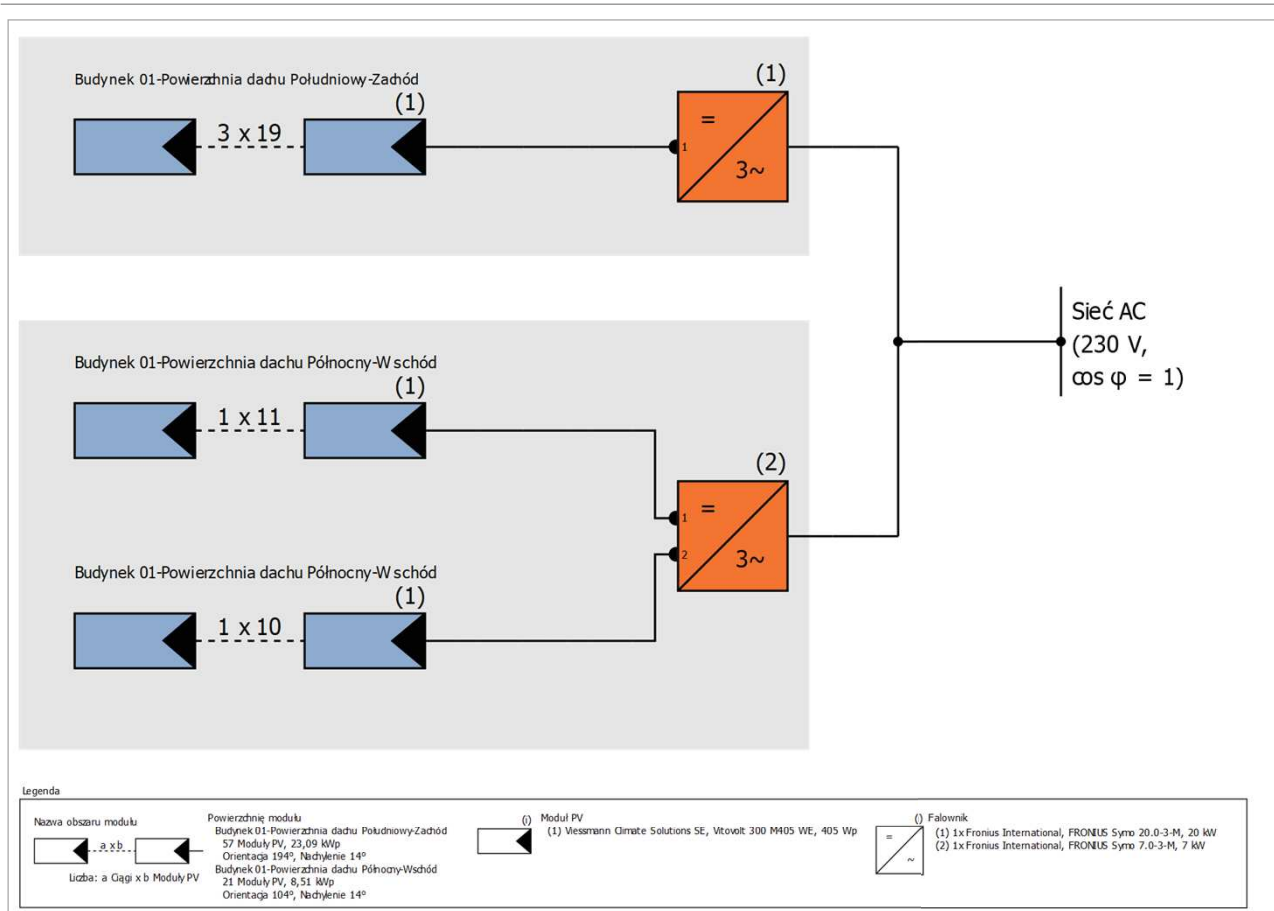 Budynek 01-Powierzchnia dachu Południowy-Zachód
(1)
3 x 19
(1)
=
1
3~
Budynek 01-Powierzchnia dachu Północny-Wschód
(1)
1 x 11
(2)
=
1
2
3~
Budynek 01-Powierzchnia dachu Północny-Wschód
(1)
1 x 10
Sieć AC
(230 V,
cos φ = 1)
Legenda
Nazwa obszaru modułu
a x b
Liczba: a Ciągi x b Moduły PV
Powierzchnię modułu
Budynek 01-Powierzchnia dachu Południowy-Zachód
57 Moduły PV, 23,09 kWp
Orientacja 194°, Nachylenie 14°
Budynek 01-Powierzchnia dachu Północny-Wschód
21 Moduły PV, 8,51 kWp
Orientacja 104°, Nachylenie 14°
(i) Moduł PV
(1) Viessmann Climate Solutions SE, Vitovolt 300 M405 WE, 405 Wp
() Falownik
=
~
(1) 1x Fronius International, FRONIUS Symo 20.0-3-M, 20 kW
(2) 1x Fronius International, FRONIUS Symo 7.0-3-M, 7 kW